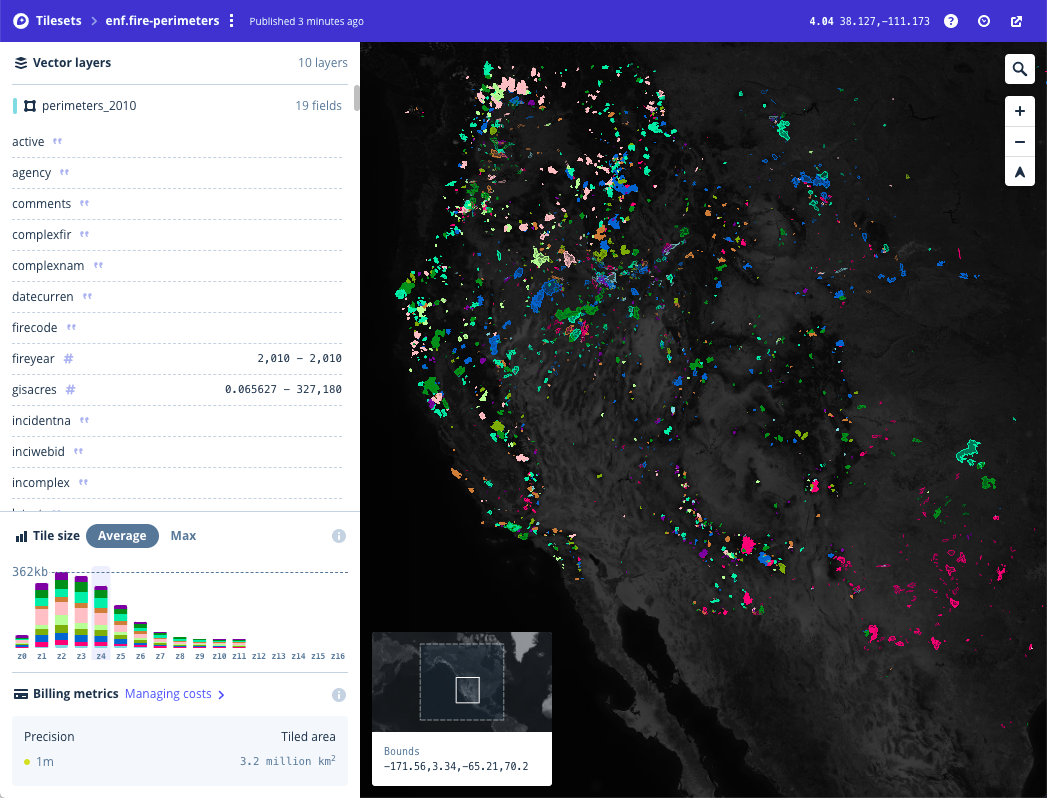 Tilesets > enf.fire-perimeters Published 3 minutes ago 4.04 38.127,-111.173 ?
Vector layers 10 layers
perimeters_2010 19 fields
active
agency
comments
complexfir
complexnam
datecurren
firecode
fireyear # 2,010 – 2,010
gisacres # 0.065627 – 327,180
incidentna
inciwebid
incomplex
Tile size Average Max i
362kb
z0 z1 z2 z3 z4 z5 z6 z7 z8 z9 z10 z11 z12 z13 z14 z15 z16
Billing metrics Managing costs > i
Precision Tiled area
1m 3.2 million km²
+
−
Bounds
-171.56,3.34,-65.21,70.2